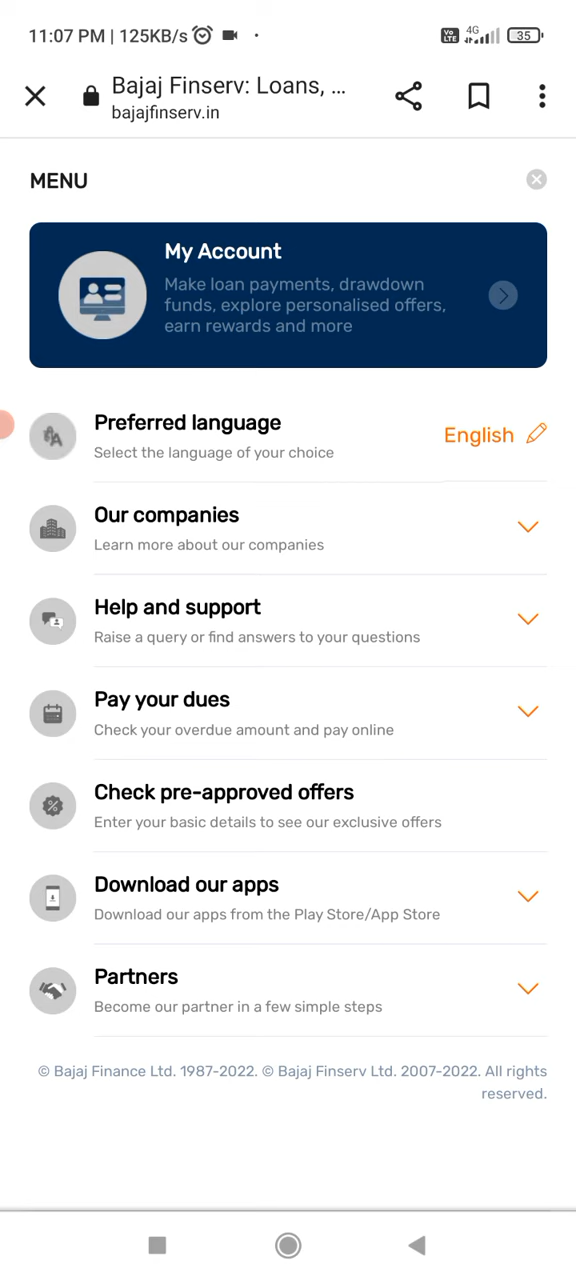 11:07 PM | 125KB/s
Vo LTE 4G 35
Bajaj Finserv: Loans, ...
bajajfinserv.in
MENU
My Account
Make loan payments, drawdown
funds, explore personalised offers,
earn rewards and more
Preferred language
English
Select the language of your choice
Our companies
Learn more about our companies
Help and support
Raise a query or find answers to your questions
Pay your dues
Check your overdue amount and pay online
Check pre-approved offers
Enter your basic details to see our exclusive offers
Download our apps
Download our apps from the Play Store/App Store
Partners
Become our partner in a few simple steps
© Bajaj Finance Ltd. 1987-2022. © Bajaj Finserv Ltd. 2007-2022. All rights
reserved.